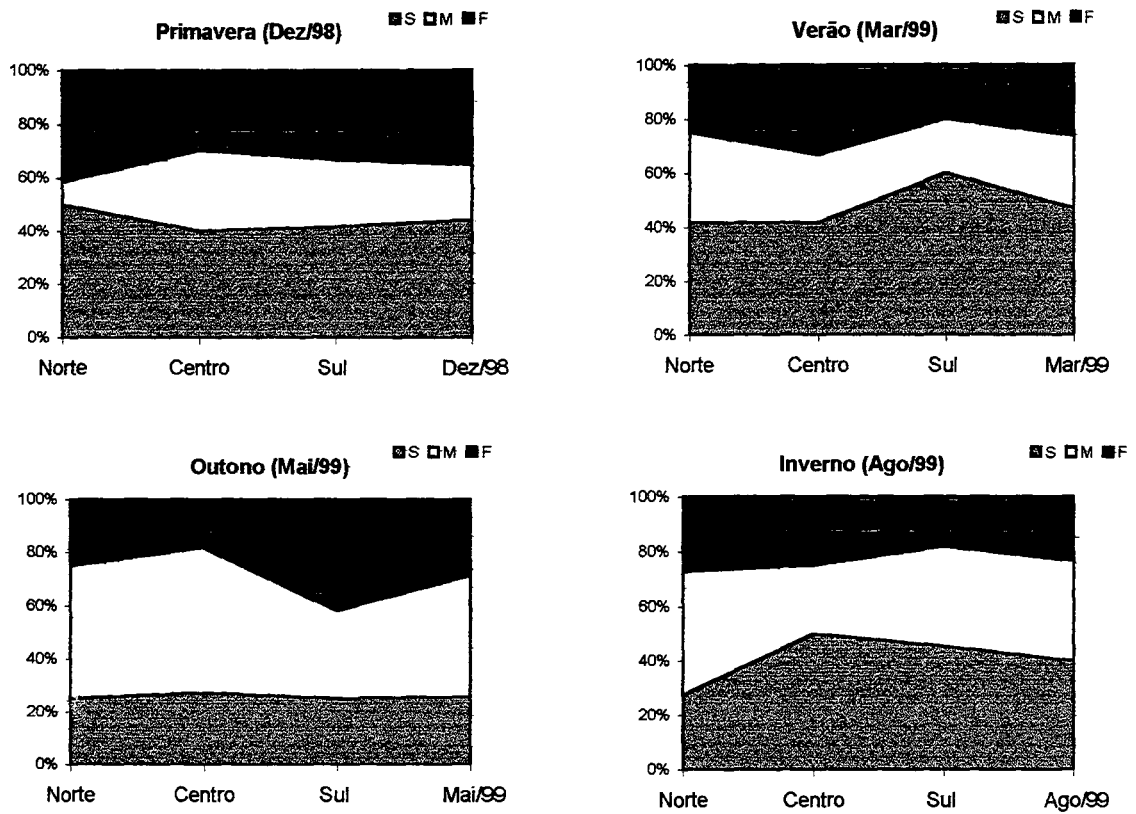 Primavera (Dez/98)
S M F
100%
80%
60%
40%
20%
0%
Norte Centro Sul Dez/98
Verão (Mar/99)
S M F
100%
80%
60%
40%
20%
0%
Norte Centro Sul Mar/99
Outono (Mai/99)
S M F
100%
80%
60%
40%
20%
0%
Norte Centro Sul Mai/99
Inverno (Ago/99)
S M F
100%
80%
60%
40%
20%
0%
Norte Centro Sul Ago/99